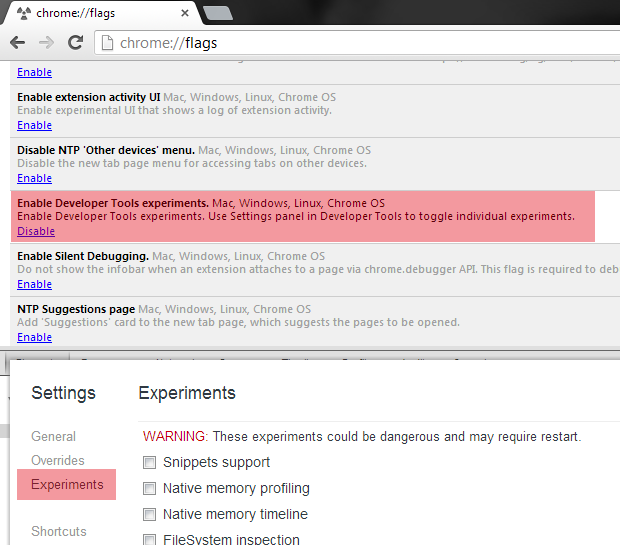 chrome://flags
chrome://flags
Enable
Enable extension activity UI Mac, Windows, Linux, Chrome OS
Enable experimental UI that shows a log of extension activity.
Enable
Disable NTP 'Other devices' menu. Mac, Windows, Linux, Chrome OS
Disable the new tab page menu for accessing tabs on other devices.
Enable
Enable Developer Tools experiments. Mac, Windows, Linux, Chrome OS
Enable Developer Tools experiments. Use Settings panel in Developer Tools to toggle individual experiments.
Disable
Enable Silent Debugging. Mac, Windows, Linux, Chrome OS
Do not show the infobar when an extension attaches to a page via chrome.debugger API. This flag is required to deb
Enable
NTP Suggestions page Mac, Windows, Linux, Chrome OS
Add 'Suggestions' card to the new tab page, which suggests the pages to be opened.
Enable
Settings
Experiments
General
Overrides
Experiments
Shortcuts
WARNING: These experiments could be dangerous and may require restart.
Snippets support
Native memory profiling
Native memory timeline
FileSystem inspection